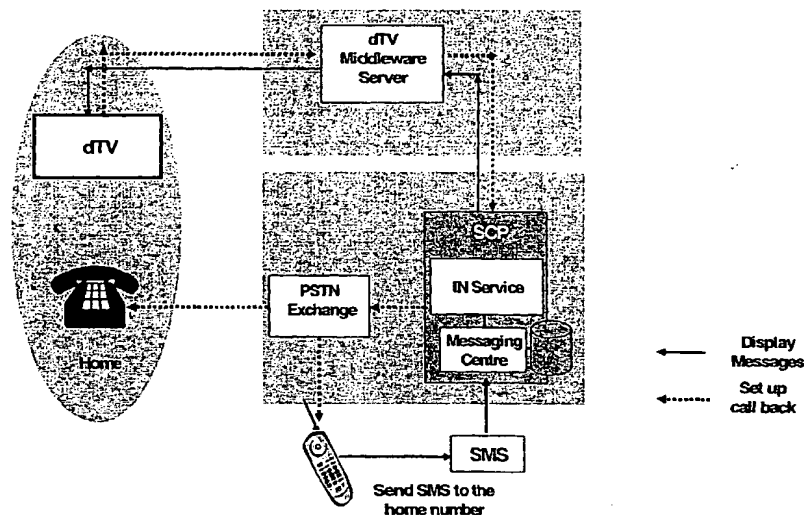 dTV
Middleware
Server
dTV
SCP
IN Service
PSTN
Exchange
Messaging
Centre
Home
Display
Messages
Set up
call back
SMS
Send SMS to the
home number